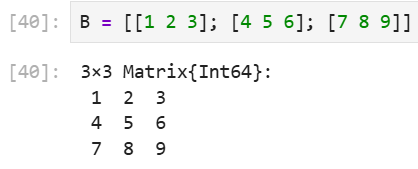 [40]: B = [[1 2 3]; [4 5 6]; [7 8 9]]
[40]: 3×3 Matrix{Int64}:
1 2 3
4 5 6
7 8 9